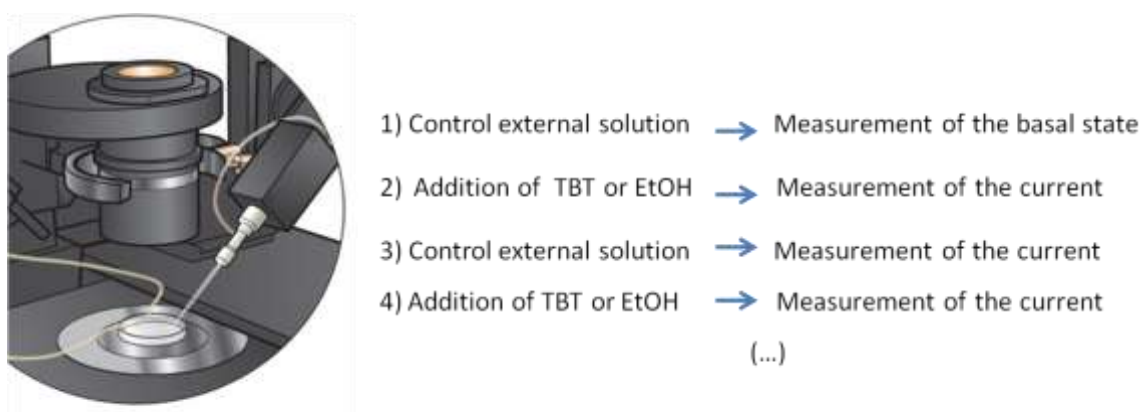 1) Control external solution → Measurement of the basal state
2) Addition of TBT or EtOH → Measurement of the current
3) Control external solution → Measurement of the current
4) Addition of TBT or EtOH → Measurement of the current
(...)